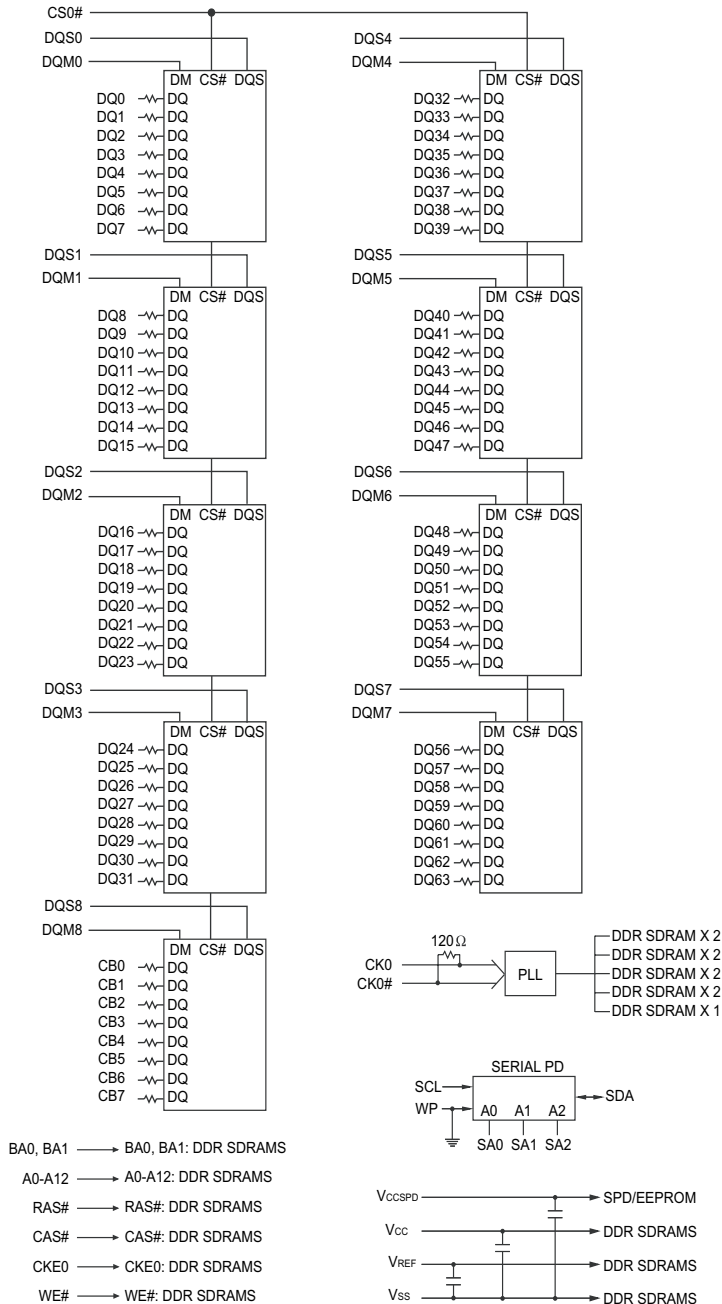 CS0#
DQS0
DQM0
DM CS# DQS
DQ0 DQ
DQ1 DQ
DQ2 DQ
DQ3 DQ
DQ4 DQ
DQ5 DQ
DQ6 DQ
DQ7 DQ
DQS1
DQM1
DM CS# DQS
DQ8 DQ
DQ9 DQ
DQ10 DQ
DQ11 DQ
DQ12 DQ
DQ13 DQ
DQ14 DQ
DQ15 DQ
DQS2
DQM2
DM CS# DQS
DQ16 DQ
DQ17 DQ
DQ18 DQ
DQ19 DQ
DQ20 DQ
DQ21 DQ
DQ22 DQ
DQ23 DQ
DQS3
DQM3
DM CS# DQS
DQ24 DQ
DQ25 DQ
DQ26 DQ
DQ27 DQ
DQ28 DQ
DQ29 DQ
DQ30 DQ
DQ31 DQ
DQS8
DQM8
DM CS# DQS
CB0 DQ
CB1 DQ
CB2 DQ
CB3 DQ
CB4 DQ
CB5 DQ
CB6 DQ
CB7 DQ
BA0, BA1 BA0, BA1: DDR SDRAMS
A0-A12 A0-A12: DDR SDRAMS
RAS# RAS#: DDR SDRAMS
CAS# CAS#: DDR SDRAMS
CKE0 CKE0: DDR SDRAMS
WE# WE#: DDR SDRAMS
DQS4
DQM4
DM CS# DQS
DQ32 DQ
DQ33 DQ
DQ34 DQ
DQ35 DQ
DQ36 DQ
DQ37 DQ
DQ38 DQ
DQ39 DQ
DQS5
DQM5
DM CS# DQS
DQ40 DQ
DQ41 DQ
DQ42 DQ
DQ43 DQ
DQ44 DQ
DQ45 DQ
DQ46 DQ
DQ47 DQ
DQS6
DQM6
DM CS# DQS
DQ48 DQ
DQ49 DQ
DQ50 DQ
DQ51 DQ
DQ52 DQ
DQ53 DQ
DQ54 DQ
DQ55 DQ
DQS7
DQM7
DM CS# DQS
DQ56 DQ
DQ57 DQ
DQ58 DQ
DQ59 DQ
DQ60 DQ
DQ61 DQ
DQ62 DQ
DQ63 DQ
120Ω
CK0
CK0#
PLL
DDR SDRAM X 2
DDR SDRAM X 2
DDR SDRAM X 2
DDR SDRAM X 2
DDR SDRAM X 1
SERIAL PD
SCL
WP
A0 A1 A2
SDA
SA0 SA1 SA2
VCCSPD SPD/EEPROM
VCC DDR SDRAMS
VREF DDR SDRAMS
VSS DDR SDRAMS